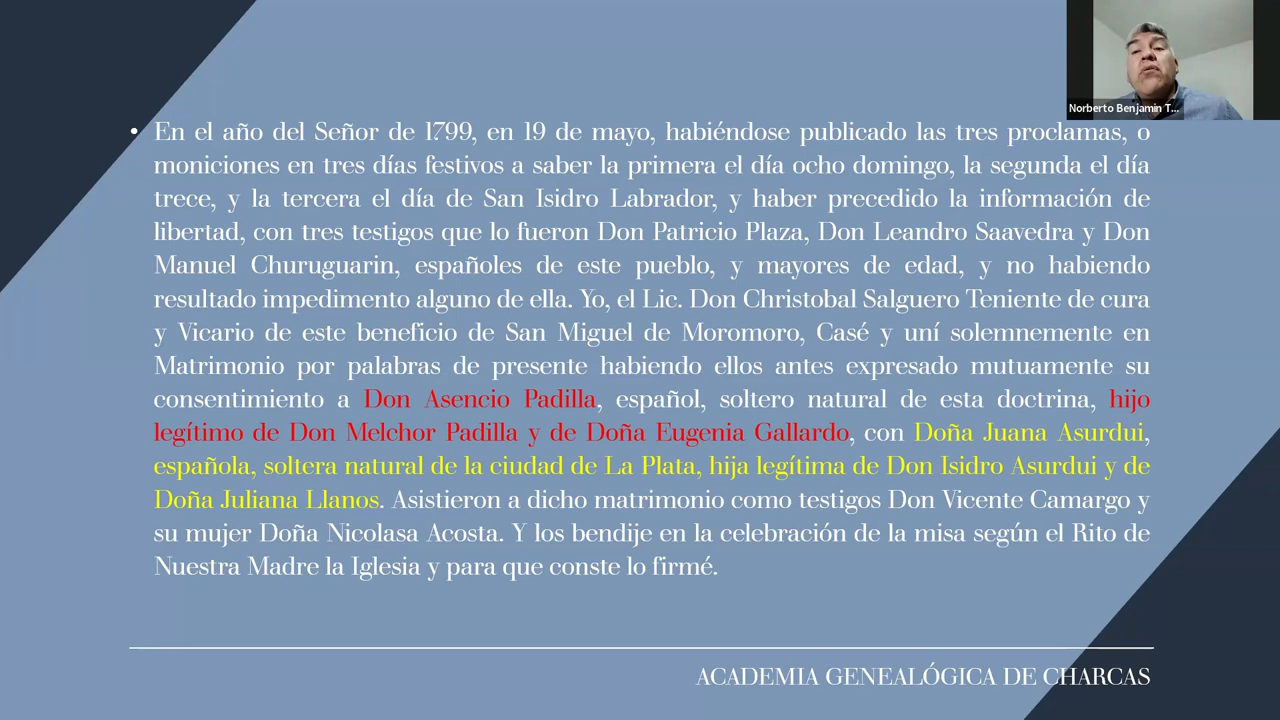 Norberto Benjamin T...
• En el año del Señor de 1799, en 19 de mayo, habiéndose publicado las tres proclamas, o
moniciones en tres días festivos a saber la primera el día ocho domingo, la segunda el día
trece, y la tercera el día de San Isidro Labrador, y haber precedido la información de
libertad, con tres testigos que lo fueron Don Patricio Plaza, Don Leandro Saavedra y Don
Manuel Churuguarin, españoles de este pueblo, y mayores de edad, y no habiendo
resultado impedimento alguno de ella. Yo, el Lic. Don Christobal Salguero Teniente de cura
y Vicario de este beneficio de San Miguel de Moromoro, Casé y uní solemnemente en
Matrimonio por palabras de presente habiendo ellos antes expresado mutuamente su
consentimiento a Don Asencio Padilla, español, soltero natural de esta doctrina, hijo
legítimo de Don Melchor Padilla y de Doña Eugenia Gallardo, con Doña Juana Asurdui,
española, soltera natural de la ciudad de La Plata, hija legítima de Don Isidro Asurdui y de
Doña Juliana Llanos. Asistieron a dicho matrimonio como testigos Don Vicente Camargo y
su mujer Doña Nicolasa Acosta. Y los bendije en la celebración de la misa según el Rito de
Nuestra Madre la Iglesia y para que conste lo firmé.
ACADEMIA GENEALÓGICA DE CHARCAS